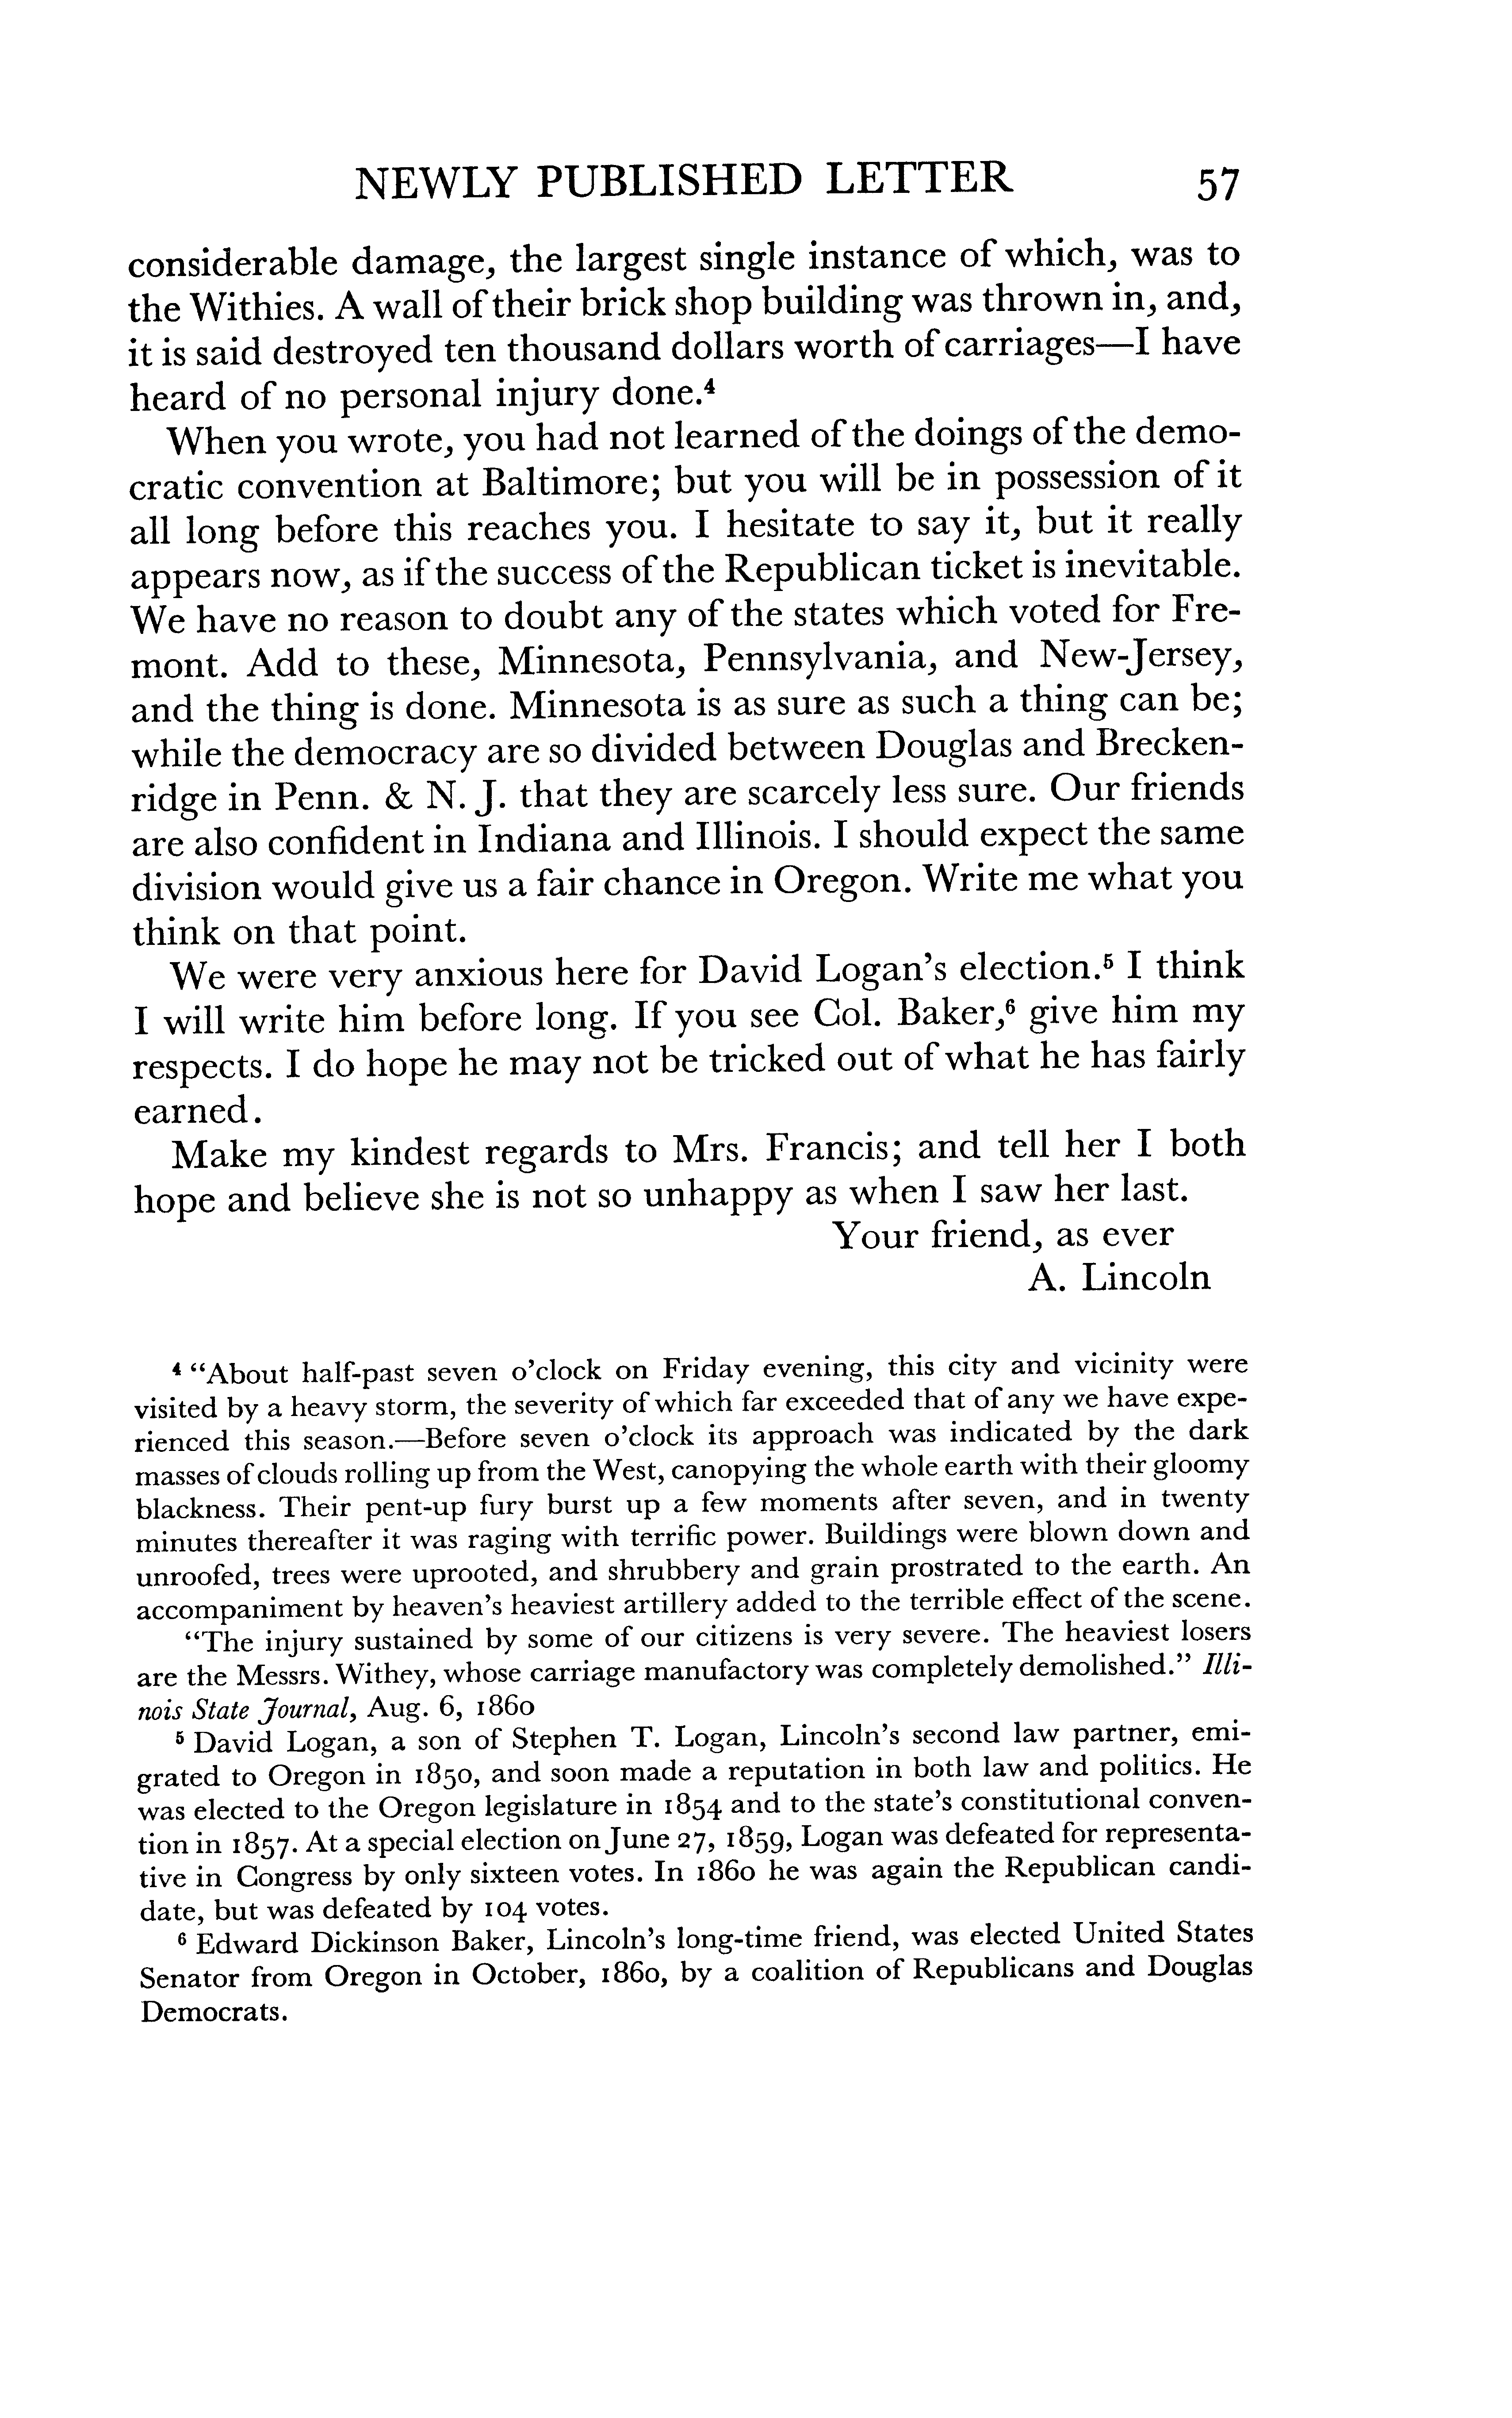 NEWLY PUBLISHED LETTER 57
considerable damage, the largest single instance of which, was to
the Withies. A wall of their brick shop building was thrown in, and,
it is said destroyed ten thousand dollars worth of carriages—I have
heard of no personal injury done.⁴
When you wrote, you had not learned of the doings of the demo-
cratic convention at Baltimore; but you will be in possession of it
all long before this reaches you. I hesitate to say it, but it really
appears now, as if the success of the Republican ticket is inevitable.
We have no reason to doubt any of the states which voted for Fre-
mont. Add to these, Minnesota, Pennsylvania, and New-Jersey,
and the thing is done. Minnesota is as sure as such a thing can be;
while the democracy are so divided between Douglas and Brecken-
ridge in Penn. & N. J. that they are scarcely less sure. Our friends
are also confident in Indiana and Illinois. I should expect the same
division would give us a fair chance in Oregon. Write me what you
think on that point.
We were very anxious here for David Logan's election.⁵ I think
I will write him before long. If you see Col. Baker,⁶ give him my
respects. I do hope he may not be tricked out of what he has fairly
earned.
Make my kindest regards to Mrs. Francis; and tell her I both
hope and believe she is not so unhappy as when I saw her last.
Your friend, as ever
A. Lincoln
⁴ “About half-past seven o'clock on Friday evening, this city and vicinity were
visited by a heavy storm, the severity of which far exceeded that of any we have expe-
rienced this season.—Before seven o'clock its approach was indicated by the dark
masses of clouds rolling up from the West, canopying the whole earth with their gloomy
blackness. Their pent-up fury burst up a few moments after seven, and in twenty
minutes thereafter it was raging with terrific power. Buildings were blown down and
unroofed, trees were uprooted, and shrubbery and grain prostrated to the earth. An
accompaniment by heaven's heaviest artillery added to the terrible effect of the scene.
“The injury sustained by some of our citizens is very severe. The heaviest losers
are the Messrs. Withey, whose carriage manufactory was completely demolished.” Illi-
nois State Journal, Aug. 6, 1860
⁵ David Logan, a son of Stephen T. Logan, Lincoln's second law partner, emi-
grated to Oregon in 1850, and soon made a reputation in both law and politics. He
was elected to the Oregon legislature in 1854 and to the state's constitutional conven-
tion in 1857. At a special election on June 27, 1859, Logan was defeated for representa-
tive in Congress by only sixteen votes. In 1860 he was again the Republican candi-
date, but was defeated by 104 votes.
⁶ Edward Dickinson Baker, Lincoln's long-time friend, was elected United States
Senator from Oregon in October, 1860, by a coalition of Republicans and Douglas
Democrats.